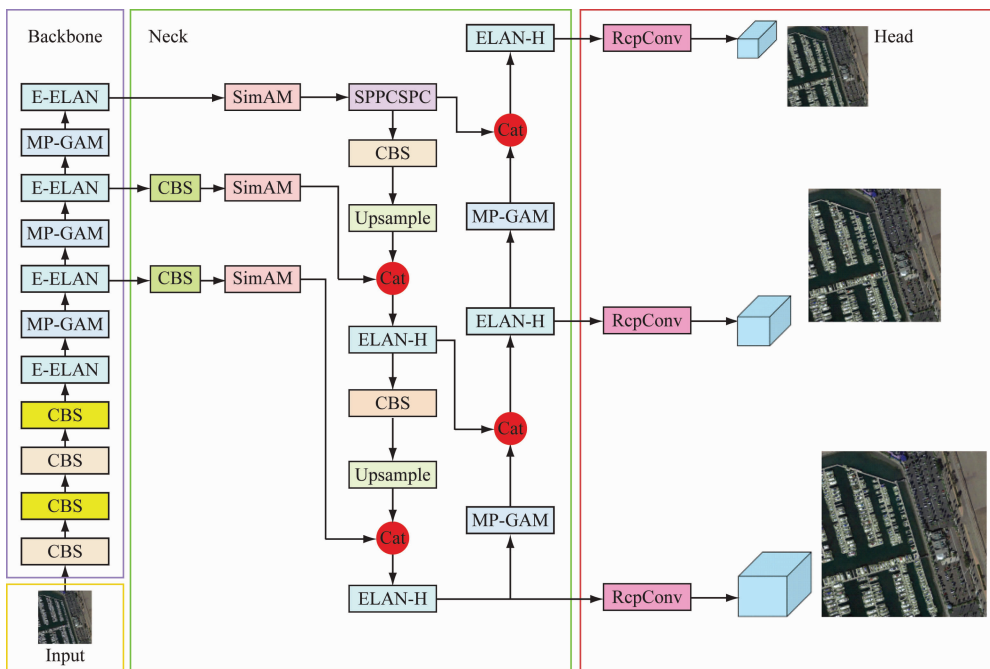 Backbone
Neck
Head
E-ELAN
MP-GAM
E-ELAN
MP-GAM
E-ELAN
MP-GAM
E-ELAN
CBS
CBS
CBS
CBS
Input
SimAM
CBS
SimAM
CBS
SimAM
SPPCSPC
CBS
Upsample
Cat
ELAN-H
CBS
Upsample
Cat
ELAN-H
ELAN-H
Cat
MP-GAM
ELAN-H
Cat
MP-GAM
RcpConv
RcpConv
RcpConv